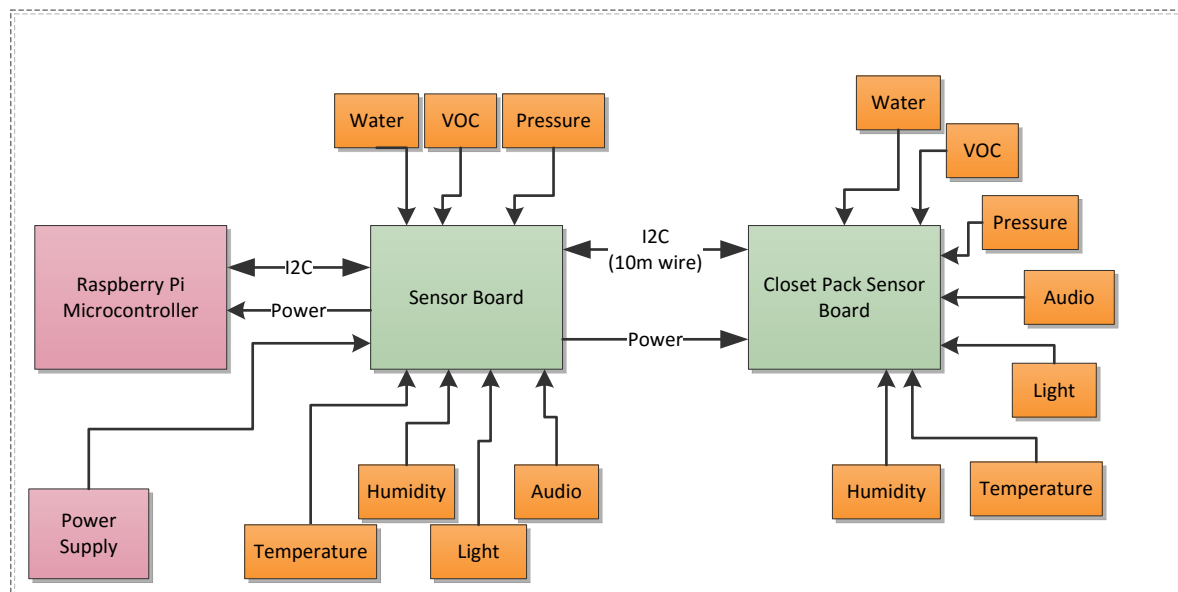 Water
VOC
Pressure
Water
VOC
Pressure
Raspberry Pi
Microcontroller
I2C
Power
Sensor Board
I2C
(10m wire)
Power
Closet Pack Sensor
Board
Audio
Light
Power
Supply
Temperature
Humidity
Light
Audio
Humidity
Temperature